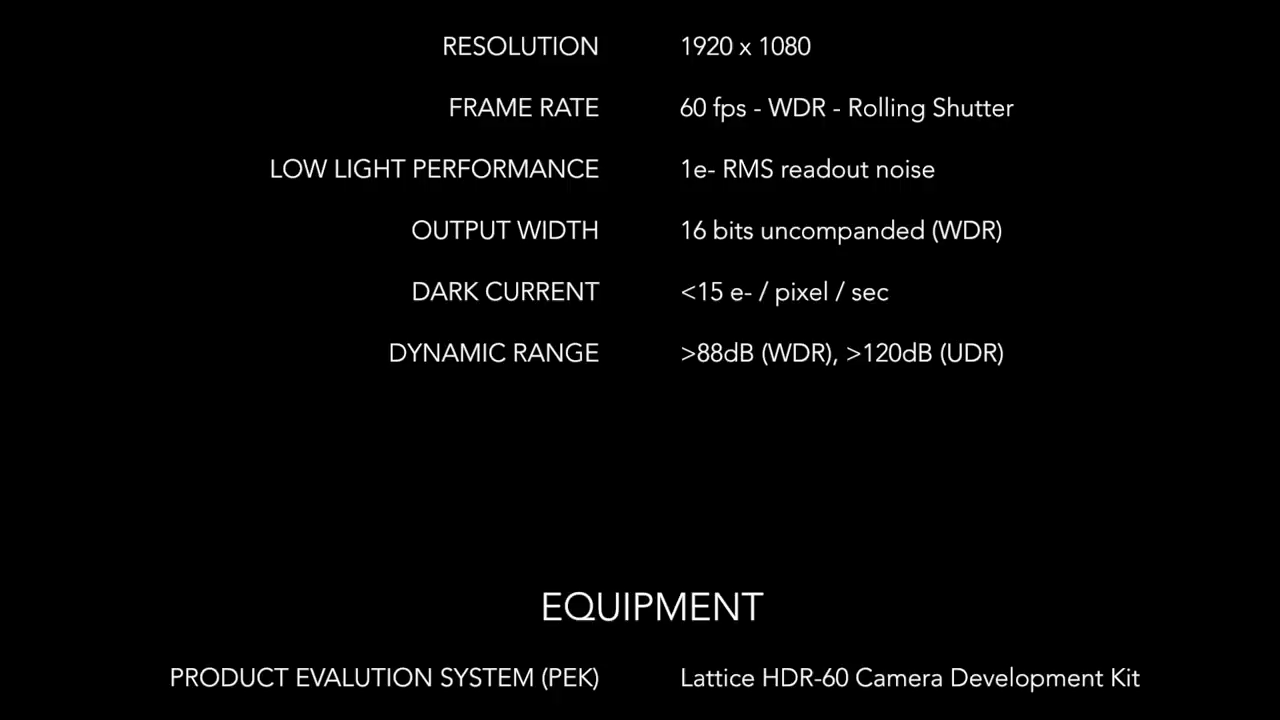 RESOLUTION 1920 x 1080
FRAME RATE 60 fps - WDR - Rolling Shutter
LOW LIGHT PERFORMANCE 1e- RMS readout noise
OUTPUT WIDTH 16 bits uncompanded (WDR)
DARK CURRENT <15 e- / pixel / sec
DYNAMIC RANGE >88dB (WDR), >120dB (UDR)
EQUIPMENT
PRODUCT EVALUTION SYSTEM (PEK) Lattice HDR-60 Camera Development Kit